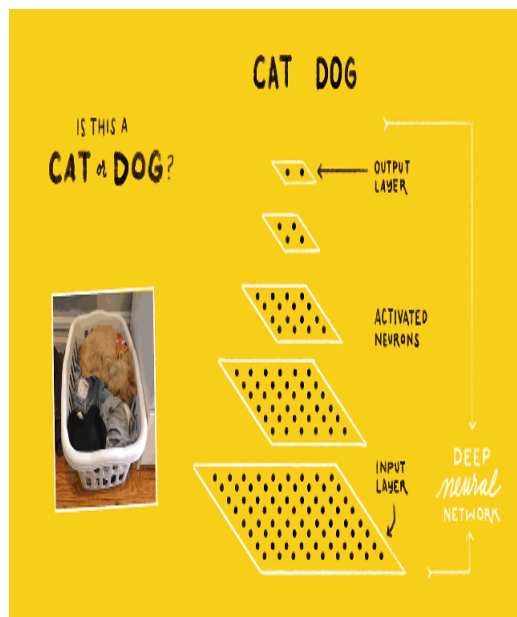 CAT DOG
IS THIS A
CAT or DOG?
OUTPUT
LAYER
ACTIVATED
NEURONS
INPUT
LAYER
DEEP
neural
NETWORK